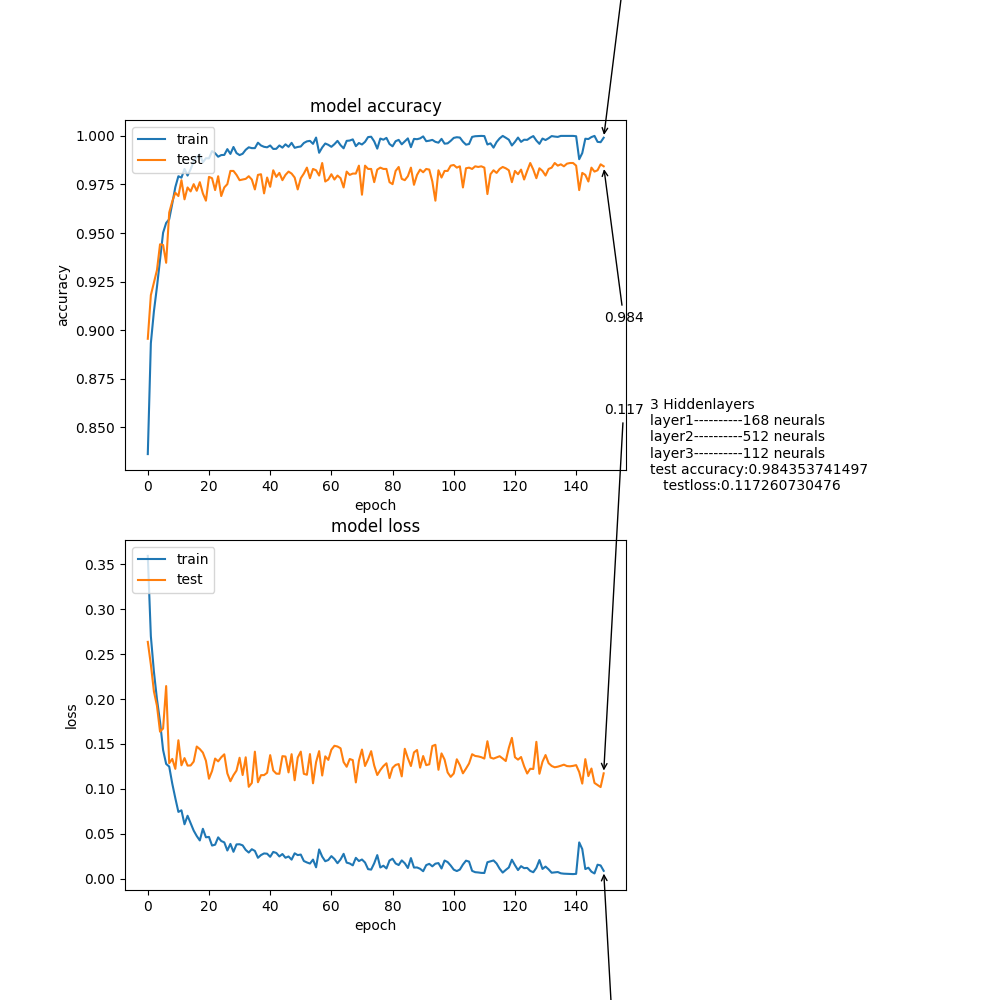 model accuracy
train
test
1.000
0.975
0.950
0.925
0.900
0.875
0.850
accuracy
0 20 40 60 80 100 120 140
epoch
0.984
0.117
3 Hiddenlayers
layer1----------168 neurals
layer2----------512 neurals
layer3----------112 neurals
test accuracy:0.984353741497
testloss:0.117260730476
model loss
train
test
0.35
0.30
0.25
0.20
0.15
0.10
0.05
0.00
loss
0 20 40 60 80 100 120 140
epoch